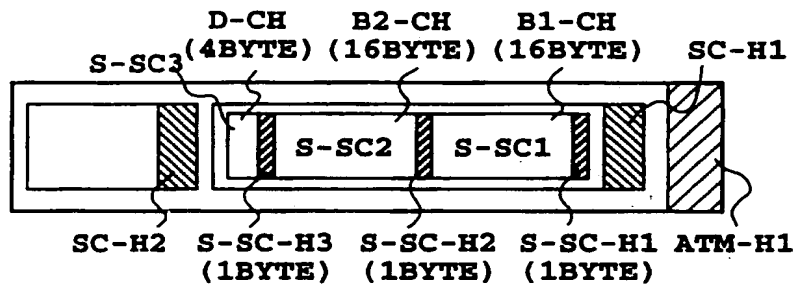 D-CH B2-CH B1-CH
(4BYTE) (16BYTE) (16BYTE) SC-H1
S-SC3
S-SC2 S-SC1
SC-H2 S-SC-H3 S-SC-H2 S-SC-H1 ATM-H1
(1BYTE) (1BYTE) (1BYTE)